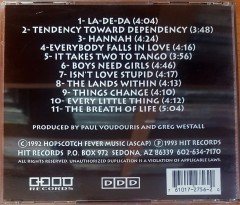 1- LA-DE-DA (4:04)
2- TENDENCY TOWARD DEPENDENCY (3:48)
3- HANNAH (4:24)
4-EVERYBODY FALLS IN LOVE (4:16)
5- IT TAKES TWO TO TANGO (3:56)
6- BOYS NEED GIRLS (4:46)
7- ISN'T LOVE STUPID (4:17)
8- THE LANDS WITHIN (4:13)
9- THINGS CHANGE (4:15)
10- EVERY LITTLE THING (4:12)
11- THE BREATH OF LIFE (5:04)
PRODUCED BY PAUL VOUDOURIS AND GREG WESTALL
©1992 HOPSCOTCH FEVER MUSIC (ASCAP) ℗1993 HIT RECORDS
HIT RECORDS P.O. BOX 972 SEDONA, AZ 86339 602-634-7170
ALL RIGHTS RESERVED. UNAUTHORIZED DUPLICATION IS A VIOLATION OF APPLICABLE LAWS.
RECORDS
DDD
61017-2756-2